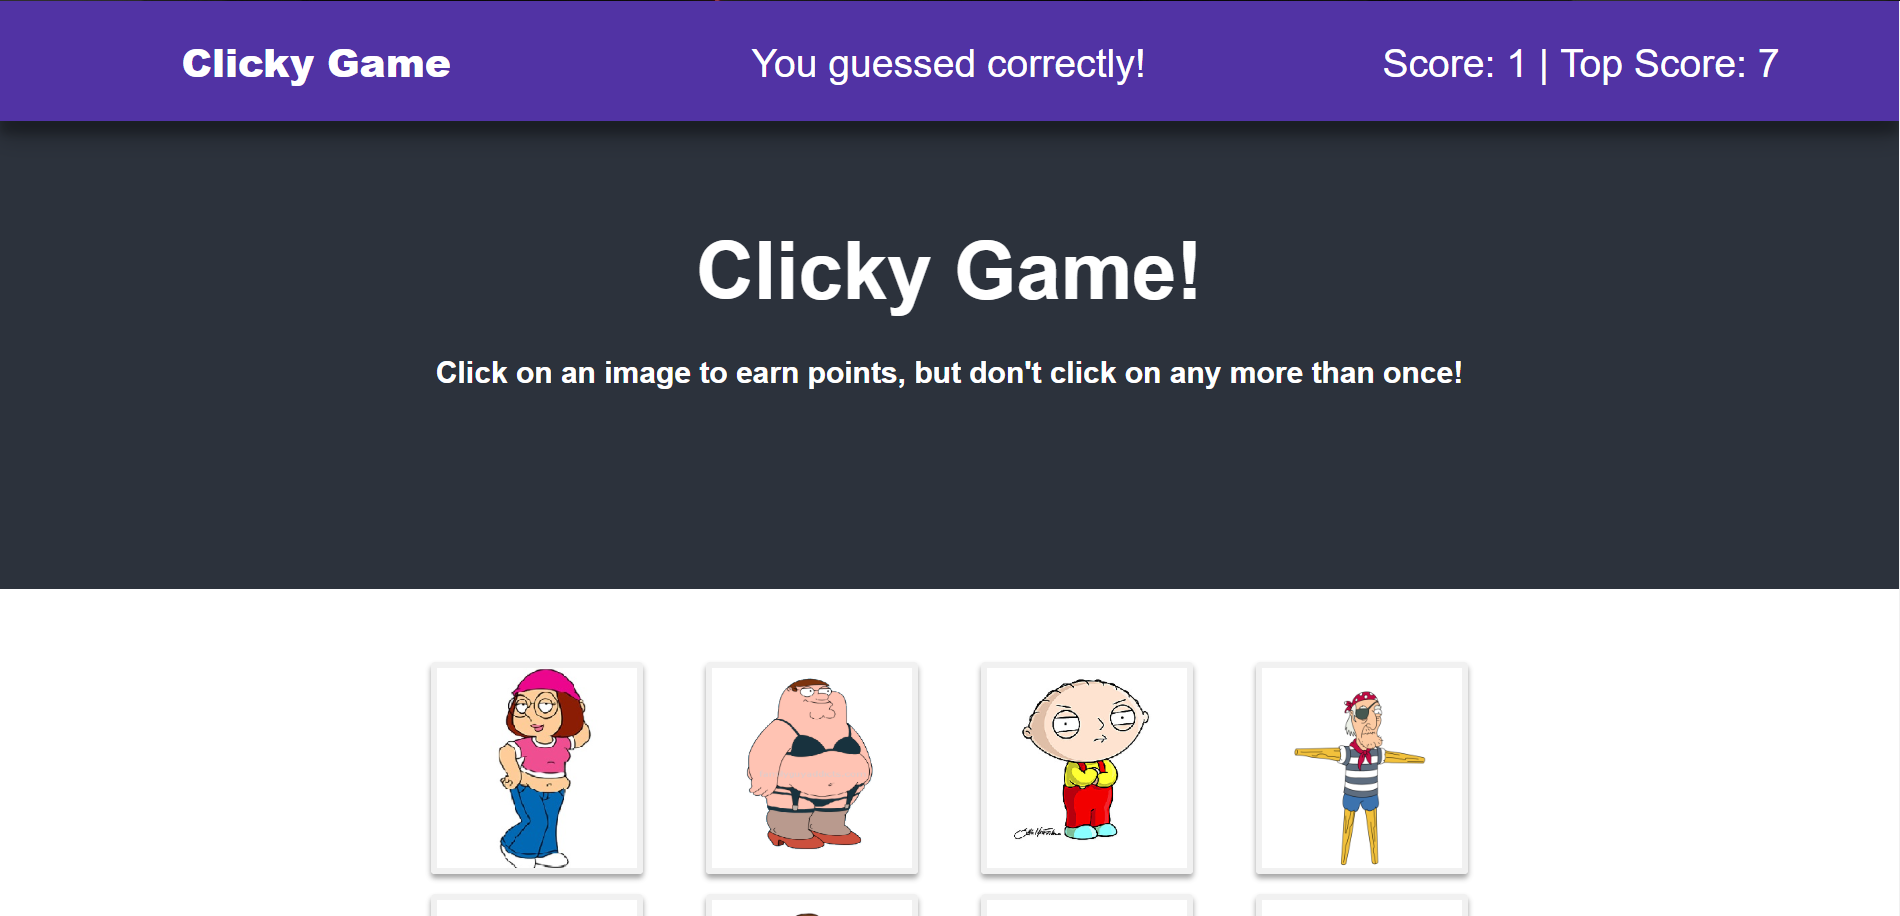 Clicky Game
You guessed correctly!
Score: 1 | Top Score: 7
Clicky Game!
Click on an image to earn points, but don't click on any more than once!